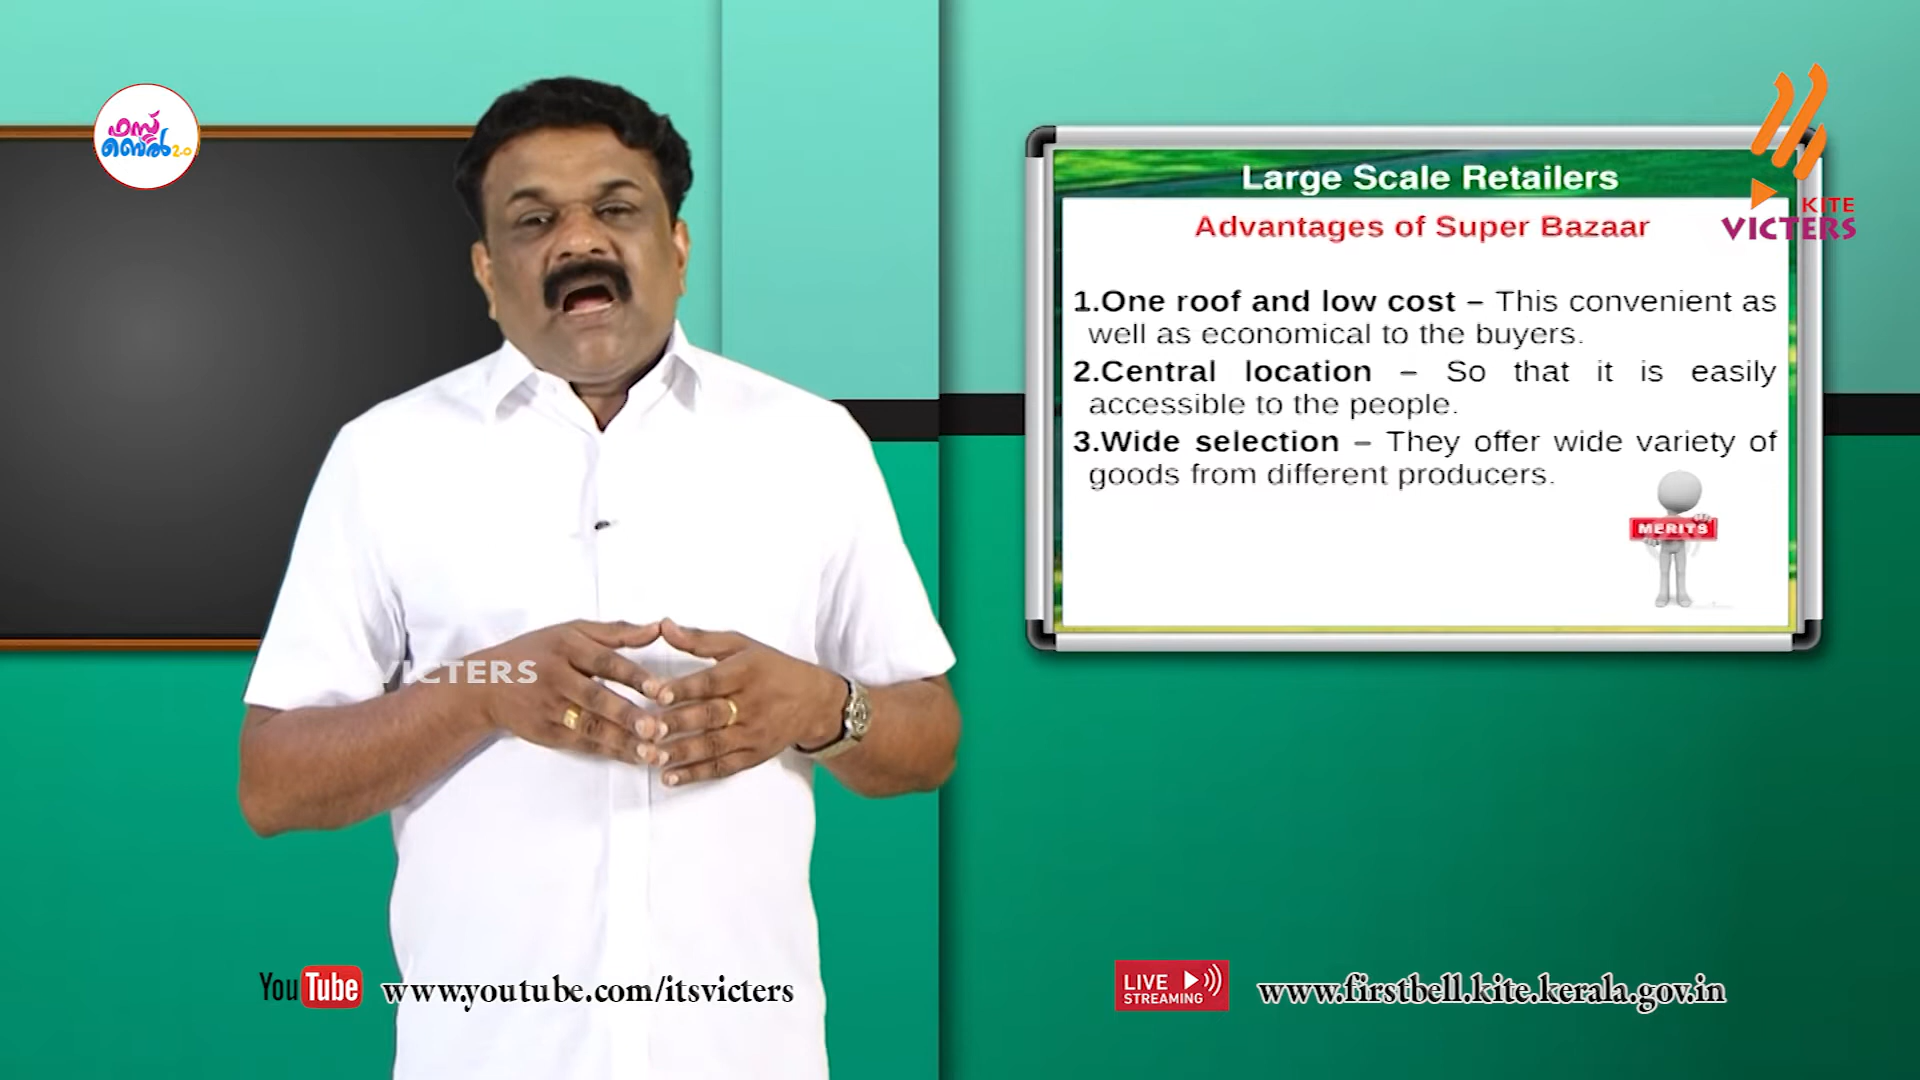 ഫസ്റ്റ്
ബെൽ 2.0
Large Scale Retailers
KITE
VICTERS
Advantages of Super Bazaar
1.One roof and low cost – This convenient as
well as economical to the buyers.
2.Central location – So that it is easily
accessible to the people.
3.Wide selection – They offer wide variety of
goods from different producers.
MERITS
VICTERS
YouTube www.youtube.com/itsvicters
LIVE
STREAMING
www.firstbell.kite.kerala.gov.in